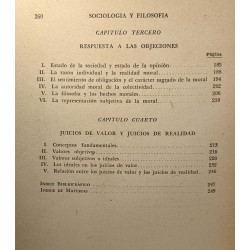 260 SOCIOLOGIA Y FILOSOFIA
CAPITULO TERCERO
RESPUESTA A LAS OBJECIONES
Página
I. Estado de la sociedad y estado de la opinión
II. La razón individual y la realidad moral
III. El sentimiento de obligación y el carácter sagrado de la moral
IV. La autoridad moral de la colectividad
V. La filosofía y los hechos morales
VI. La representación subjetiva de la moral
CAPITULO CUARTO
JUICIOS DE VALOR Y JUICIOS DE REALIDAD
I. Conceptos fundamentales 213
II. Valores objetivos
III. Valores subjetivos e ideales
IV. Los ideales en los juicios de valor
V. Relación entre los juicios de valor y los juicios de realidad
INDICE BIBLIOGRÁFICO 247
INDICE DE MATERIAS 249